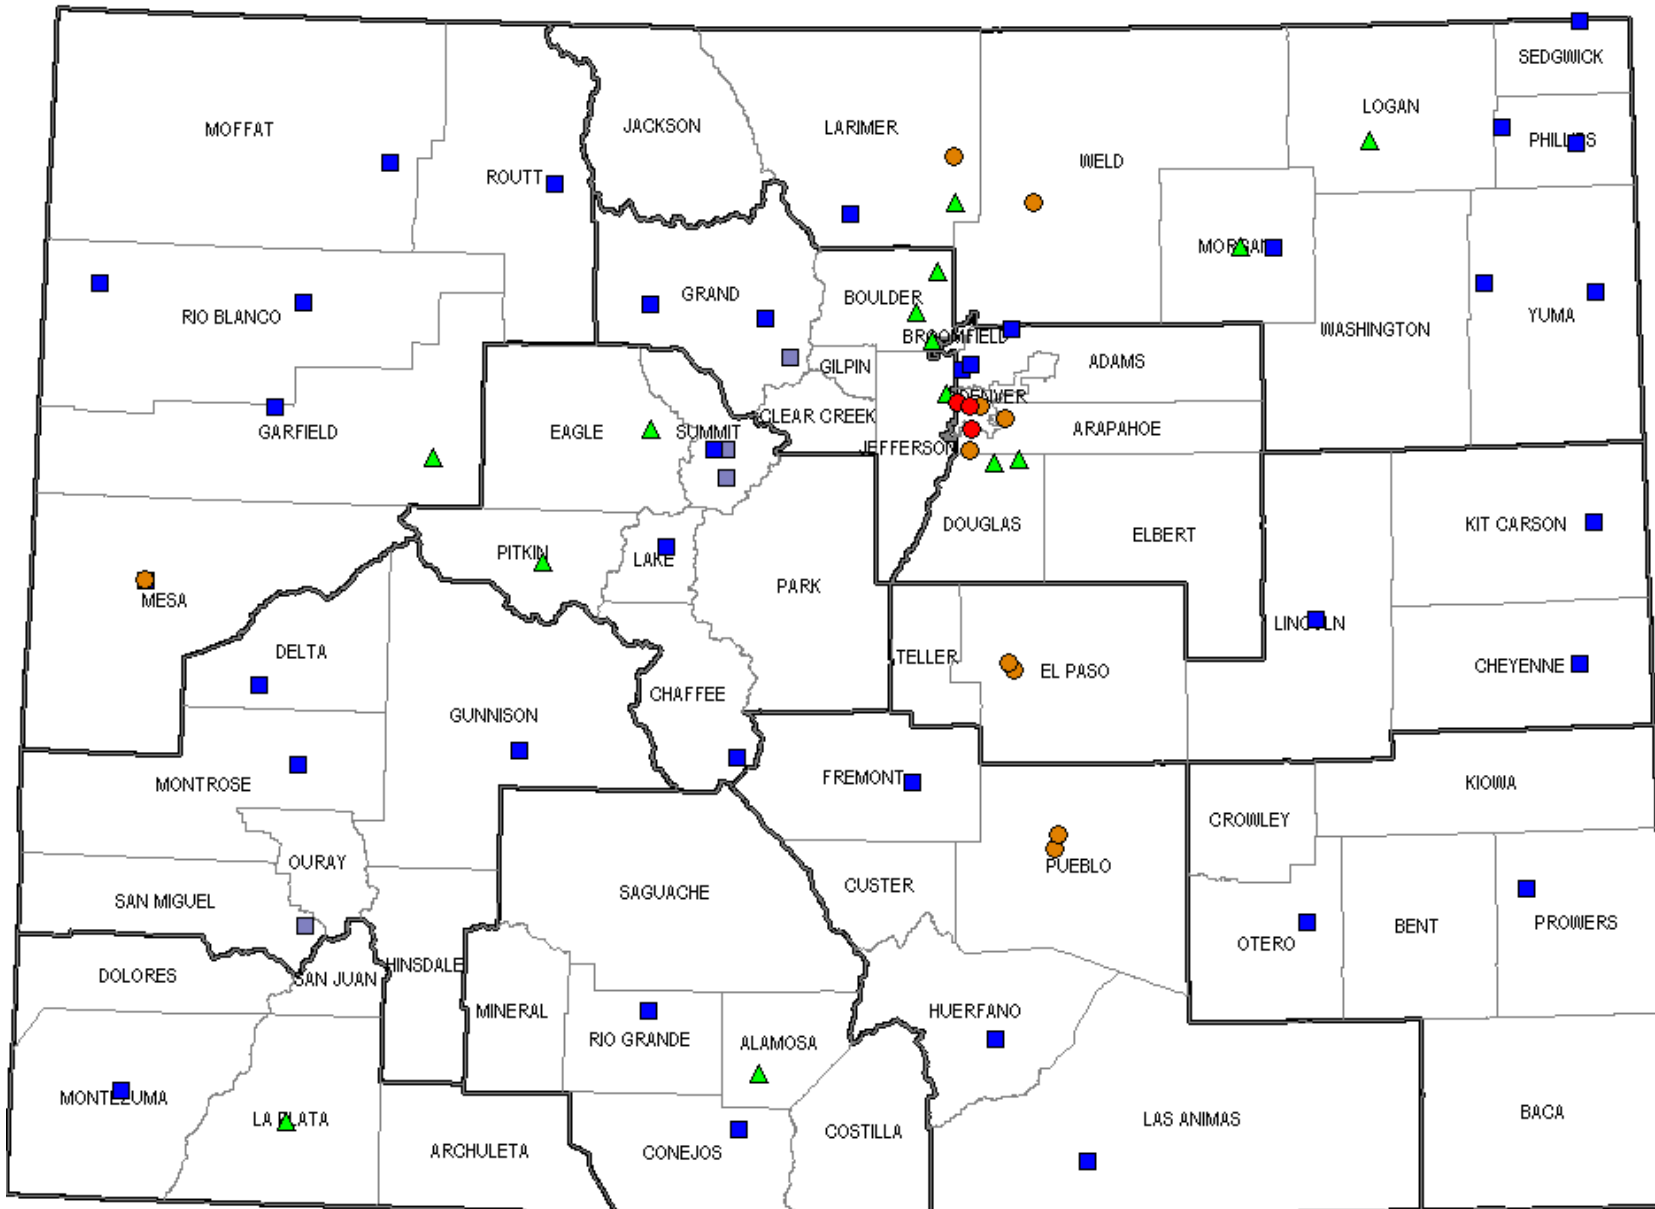 SEDGWICK
LOGAN
MOFFAT
JACKSON
LARIMER
PHILLIPS
WELD
ROUTT
MORGAN
GRAND
BOULDER
RIO BLANCO
YUMA
WASHINGTON
BROOMFIELD
GILPIN
ADAMS
DENVER
CLEAR CREEK
GARFIELD
EAGLE
SUMMIT
ARAPAHOE
JEFFERSON
DOUGLAS
KIT CARSON
ELBERT
PITKIN
LAKE
PARK
MESA
LINCOLN
DELTA
TELLER
EL PASO
CHEYENNE
CHAFFEE
GUNNISON
FREMONT
MONTROSE
KIOWA
CROWLEY
OURAY
PUEBLO
CUSTER
SAGUACHE
SAN MIGUEL
PROWERS
BENT
OTERO
HINSDALE
DOLORES
SAN JUAN
MINERAL
HUERFANO
RIO GRANDE
ALAMOSA
MONTEZUMA
BACA
LA PLATA
LAS ANIMAS
COSTILLA
ARCHULETA
CONEJOS